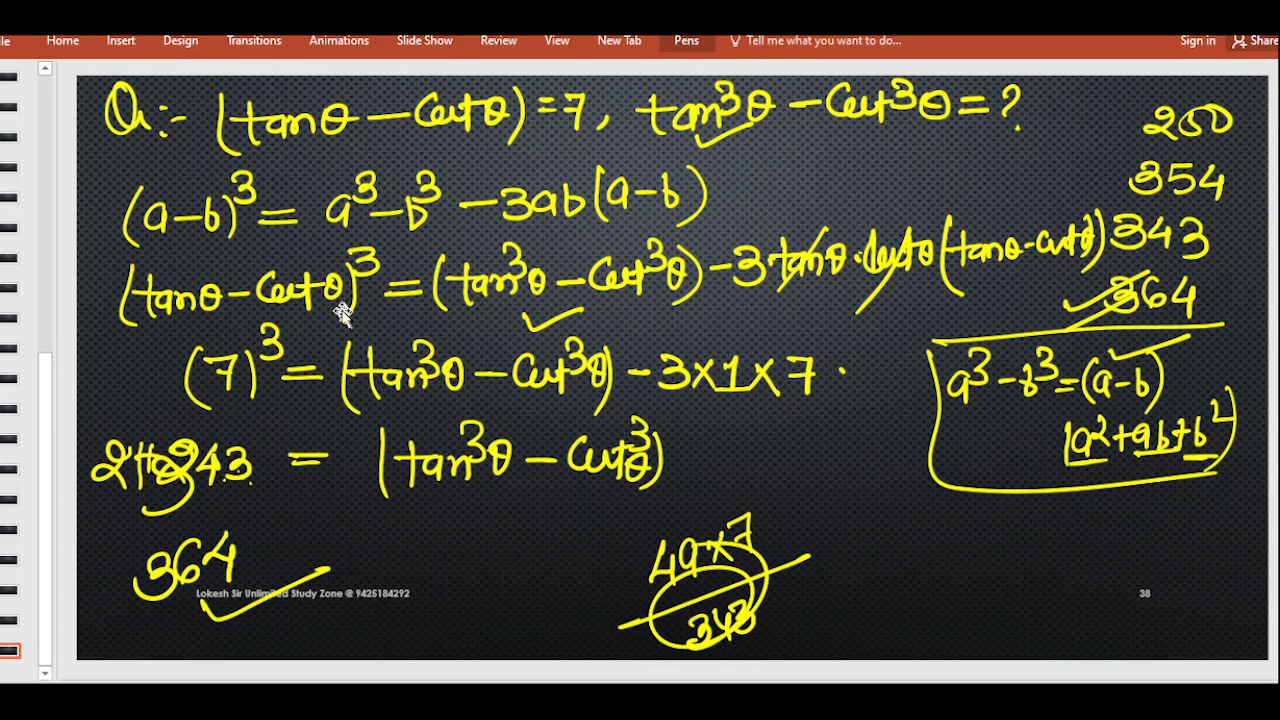 Home Insert Design Transitions Animations Slide Show Review View New Tab Pens Tell me what you want to do... Sign in Share
Q:- (tanθ - cotθ) = 7, tan³θ - cot³θ = ?
(a-b)³ = a³-b³ -3ab(a-b)
(tanθ - cotθ)³ = (tan³θ - cot³θ) - 3 tanθ·cotθ (tanθ-cotθ)
(7)³ = (tan³θ - cot³θ) - 3×1×7.
21+343 = (tan³θ - cot³θ)
364
200
354
343
364
a³-b³=(a-b)
(a²+ab+b²)
49×7
343
Lokesh Sir Unlimited Study Zone @ 9425184292
38